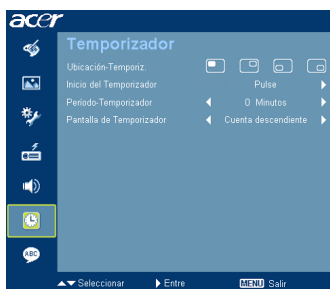 acer
Temporizador
Ubicación-Temporiz.
Inicio del Temporizador Pulse
Período-Temporizador 0 Minutos
Pantalla de Temporizador Cuenta descendiente
ABC
Seleccionar Entre MENU Salir